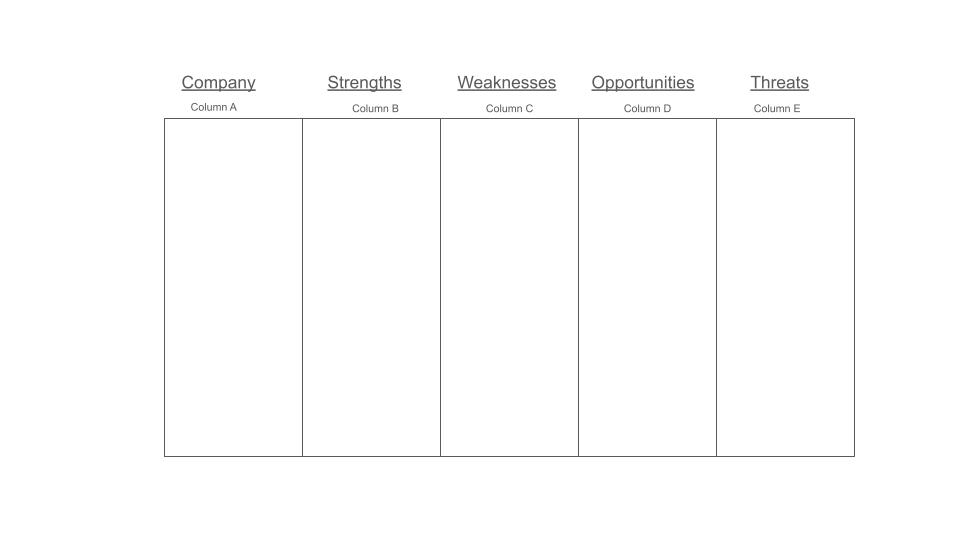 Company Strengths Weaknesses Opportunities Threats
Column A Column B Column C Column D Column E